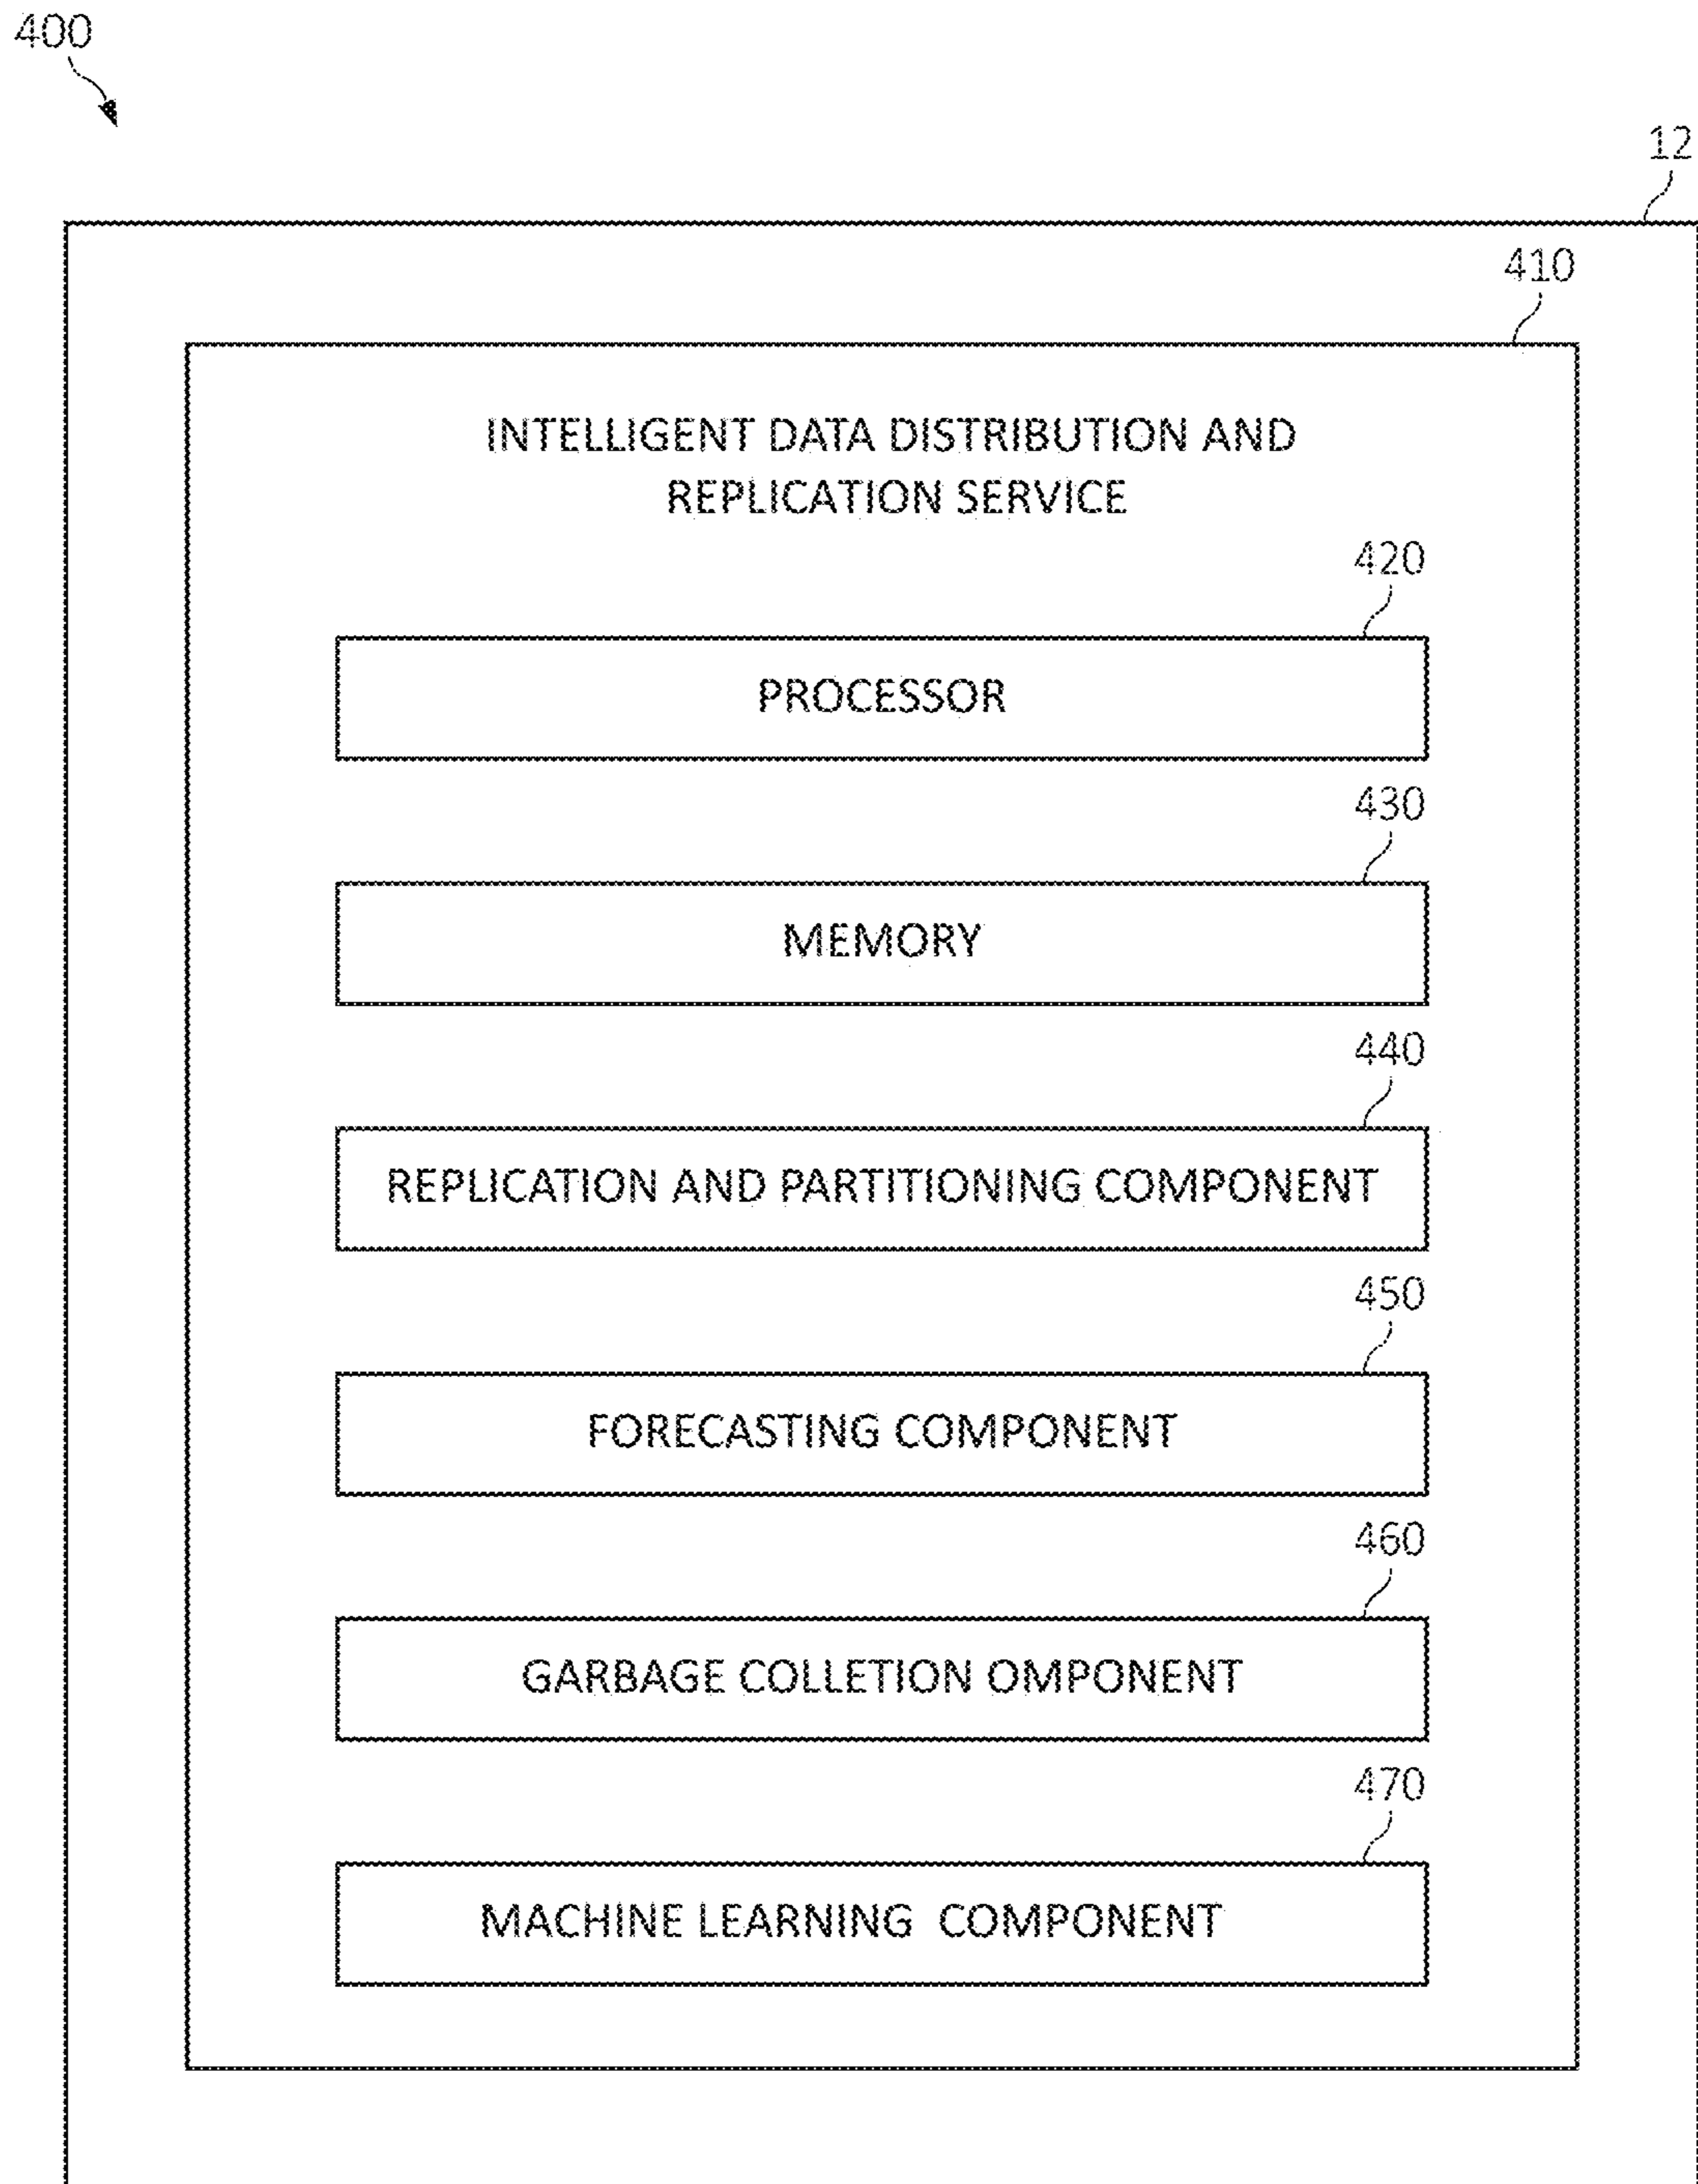 400
12
410
INTELLIGENT DATA DISTRIBUTION AND
REPLICATION SERVICE
420
PROCESSOR
430
MEMORY
440
REPLICATION AND PARTITIONING COMPONENT
450
FORECASTING COMPONENT
460
GARBAGE COLLETION OMPONENT
470
MACHINE LEARNING COMPONENT